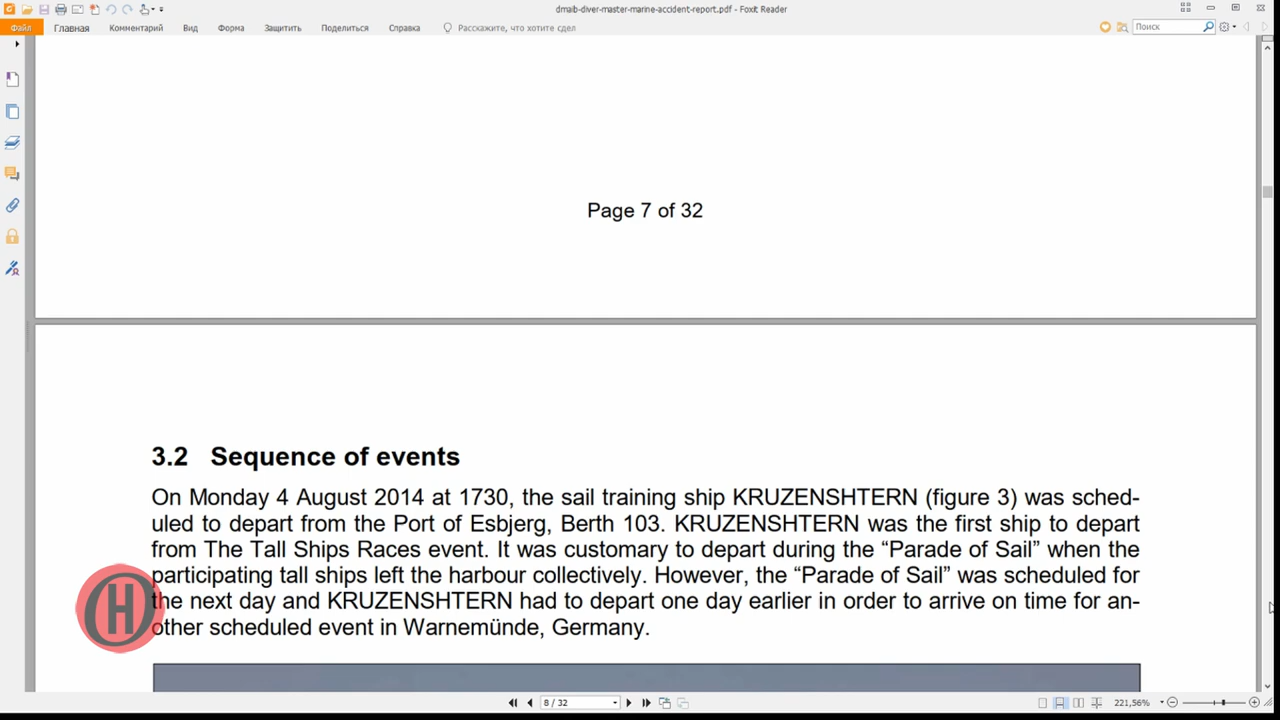 dmaib-diver-master-marine-accident-report.pdf - Foxit Reader
Файл Главная Комментарий Вид Форма Защитить Поделиться Справка Расскажите, что хотите сдел Поиск
Page 7 of 32
3.2 Sequence of events
On Monday 4 August 2014 at 1730, the sail training ship KRUZENSHTERN (figure 3) was sched-
uled to depart from the Port of Esbjerg, Berth 103. KRUZENSHTERN was the first ship to depart
from The Tall Ships Races event. It was customary to depart during the “Parade of Sail” when the
participating tall ships left the harbour collectively. However, the “Parade of Sail” was scheduled for
the next day and KRUZENSHTERN had to depart one day earlier in order to arrive on time for an-
other scheduled event in Warnemünde, Germany.
H
8 / 32 221,56%